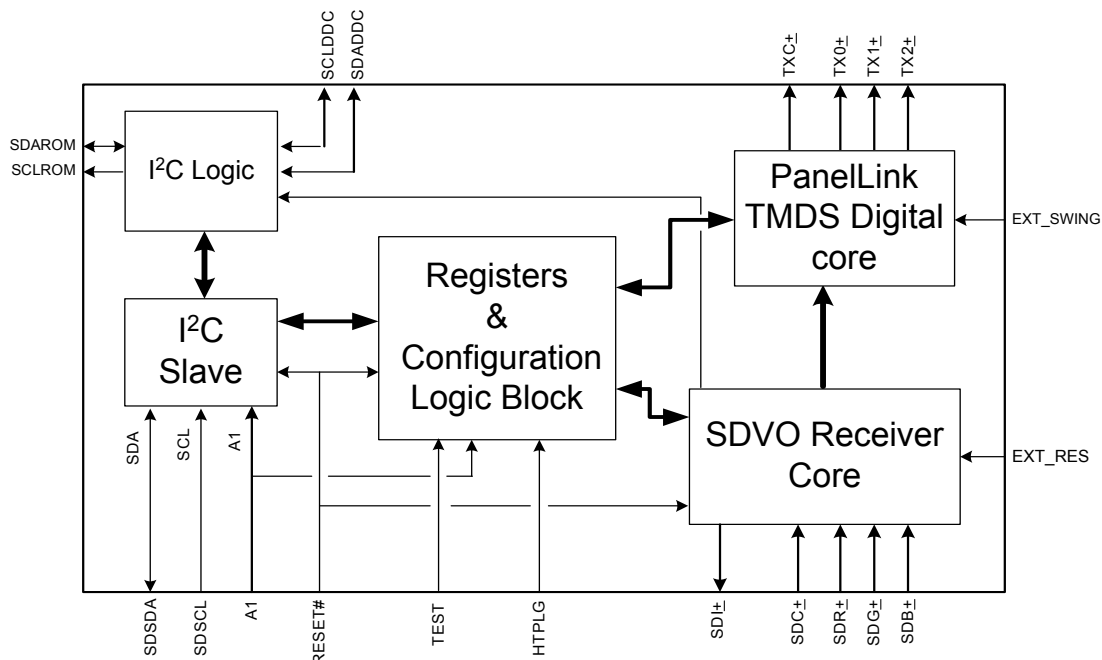 SCLDDC
SDADDC
TXC±
TX0±
TX1±
TX2±
SDAROM
SCLROM
I²C Logic
PanelLink
TMDS Digital
core
EXT_SWING
Registers
&
Configuration
Logic Block
I²C
Slave
SDVO Receiver
Core
EXT_RES
SDA
SCL
A1
SDSDA
SDSCL
A1
RESET#
TEST
HTPLG
SDI±
SDC±
SDR±
SDG±
SDB±